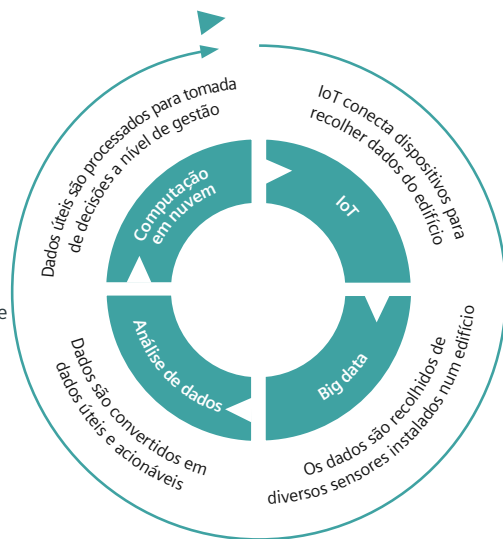 IoT conecta dispositivos para
recolher dados do edifício
IoT
Big data
Os dados são recolhidos de
diversos sensores instalados num edifício
Análise de dados
Dados são convertidos em
dados úteis e acionáveis
Computação
em nuvem
Dados úteis são processados para tomada
de decisões a nível de gestão
e